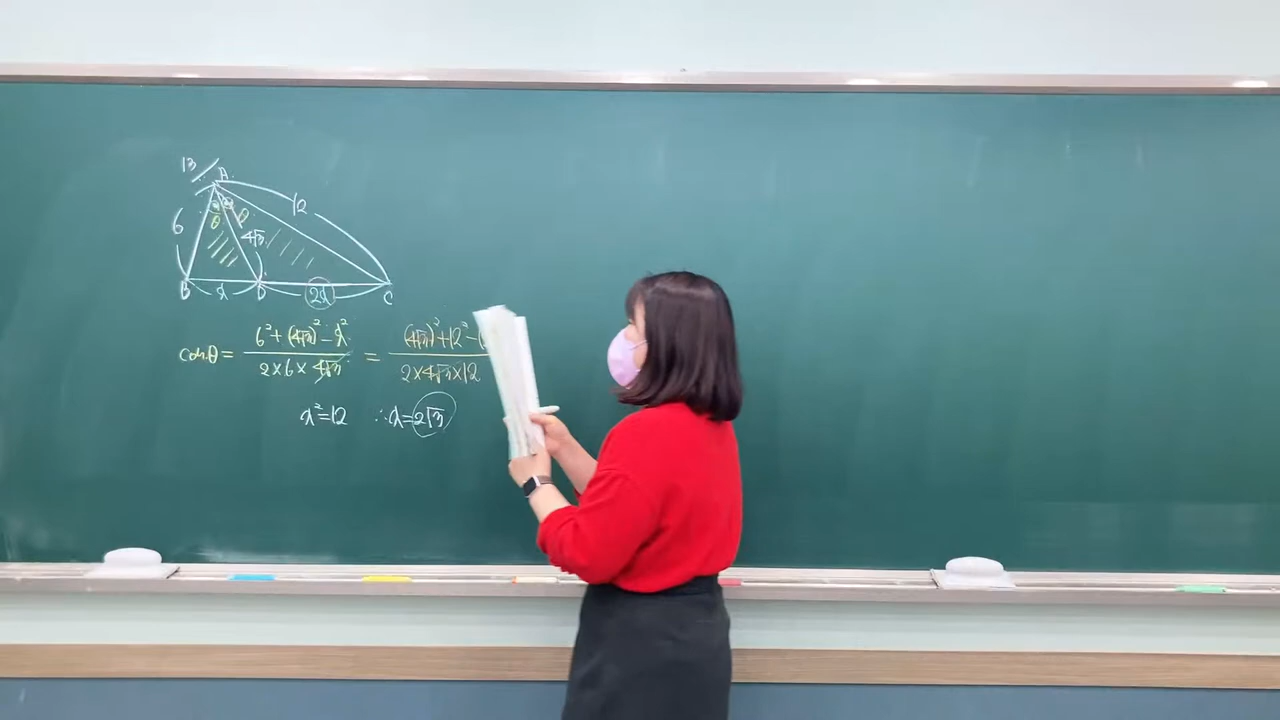 13
A
12
6
θ θ
4√3
B x D 2x C
cosθ = (6²+(4√3)²-x²)/(2×6×4√3) = ((4√3)²+12²-(/(2×4√3×12
x²=12 ∴x=2√3